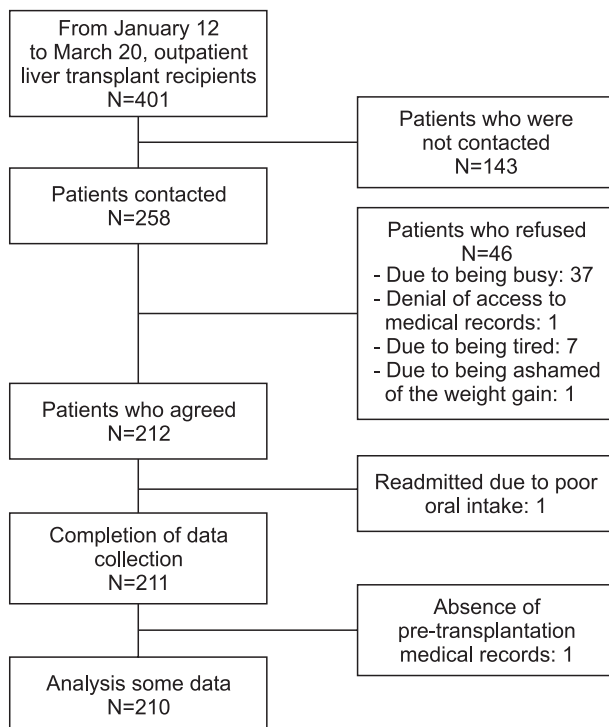 From January 12
to March 20, outpatient
liver transplant recipients
N=401
Patients who were
not contacted
N=143
Patients contacted
N=258
Patients who refused
N=46
- Due to being busy: 37
- Denial of access to
medical records: 1
- Due to being tired: 7
- Due to being ashamed
of the weight gain: 1
Patients who agreed
N=212
Readmitted due to poor
oral intake: 1
Completion of data
collection
N=211
Absence of
pre-transplantation
medical records: 1
Analysis some data
N=210